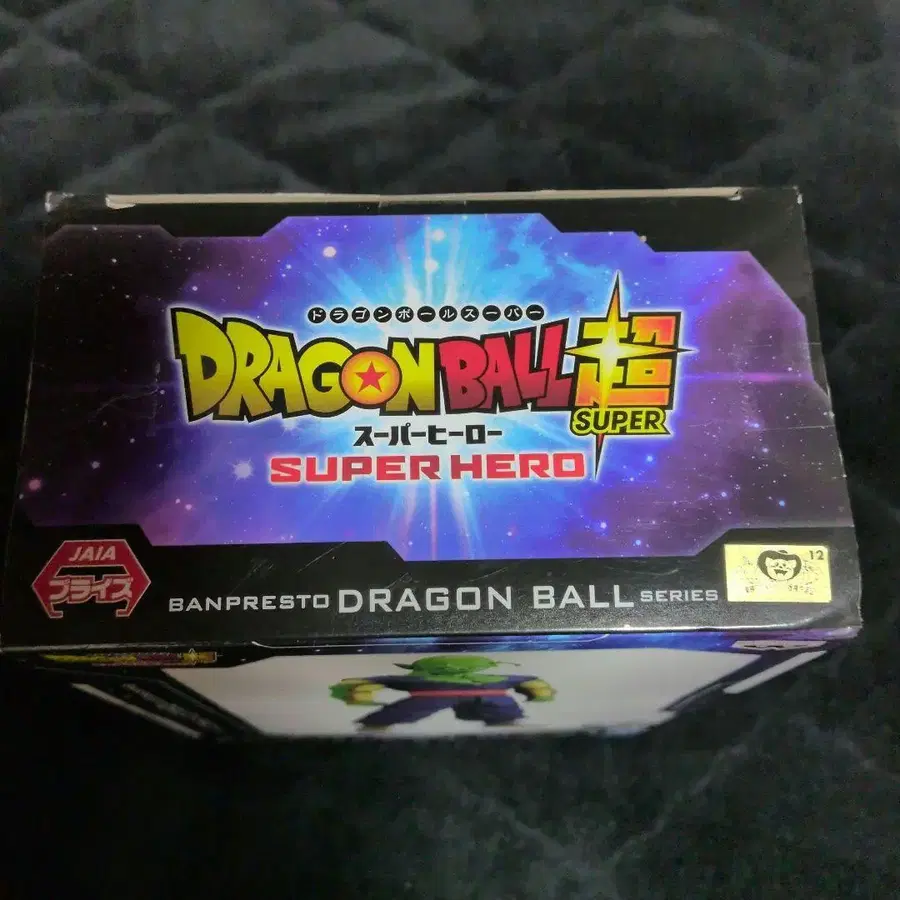 ドラゴンボールスーパー
DRAGON BALL 超
SUPER
スーパーヒーロー
SUPER HERO
JAIA
プライズ
BANPRESTO DRAGON BALL SERIES
12